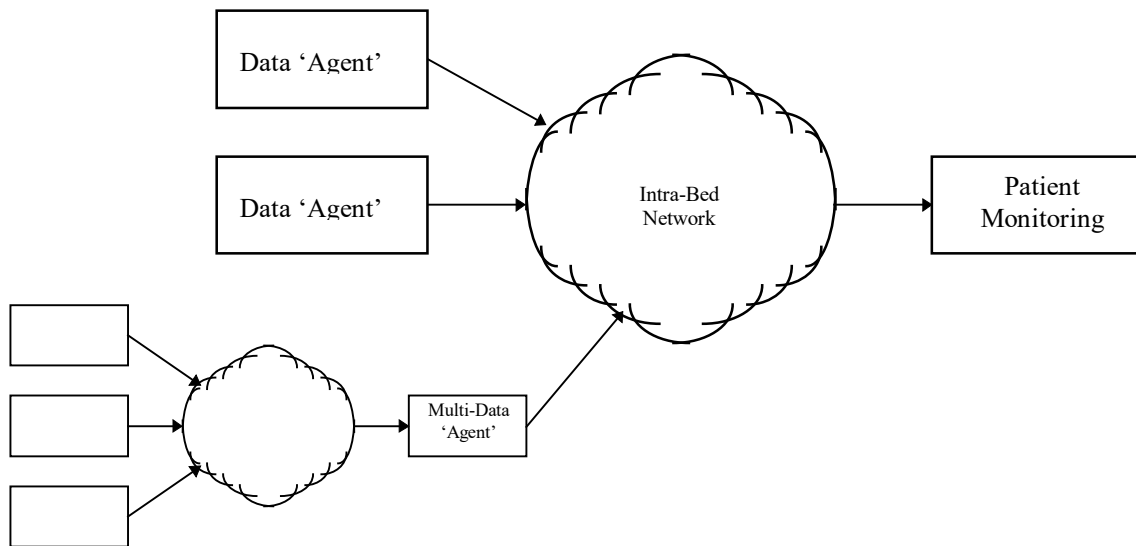 Data ‘Agent’
Data ‘Agent’
Intra-Bed
Network
Patient
Monitoring
Multi-Data
‘Agent’